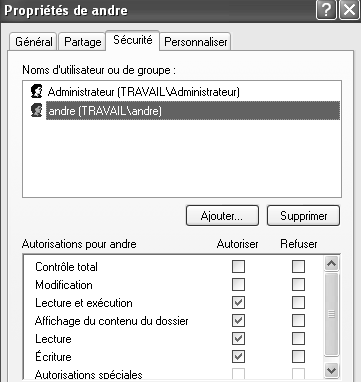 Propriétés de andre
Général Partage Sécurité Personnaliser
Noms d'utilisateur ou de groupe :
Administrateur (TRAVAIL\Administrateur)
andre (TRAVAIL\andre)
Ajouter... Supprimer
Autorisations pour andre Autoriser Refuser
Contrôle total
Modification
Lecture et exécution
Affichage du contenu du dossier
Lecture
Écriture
Autorisations spéciales